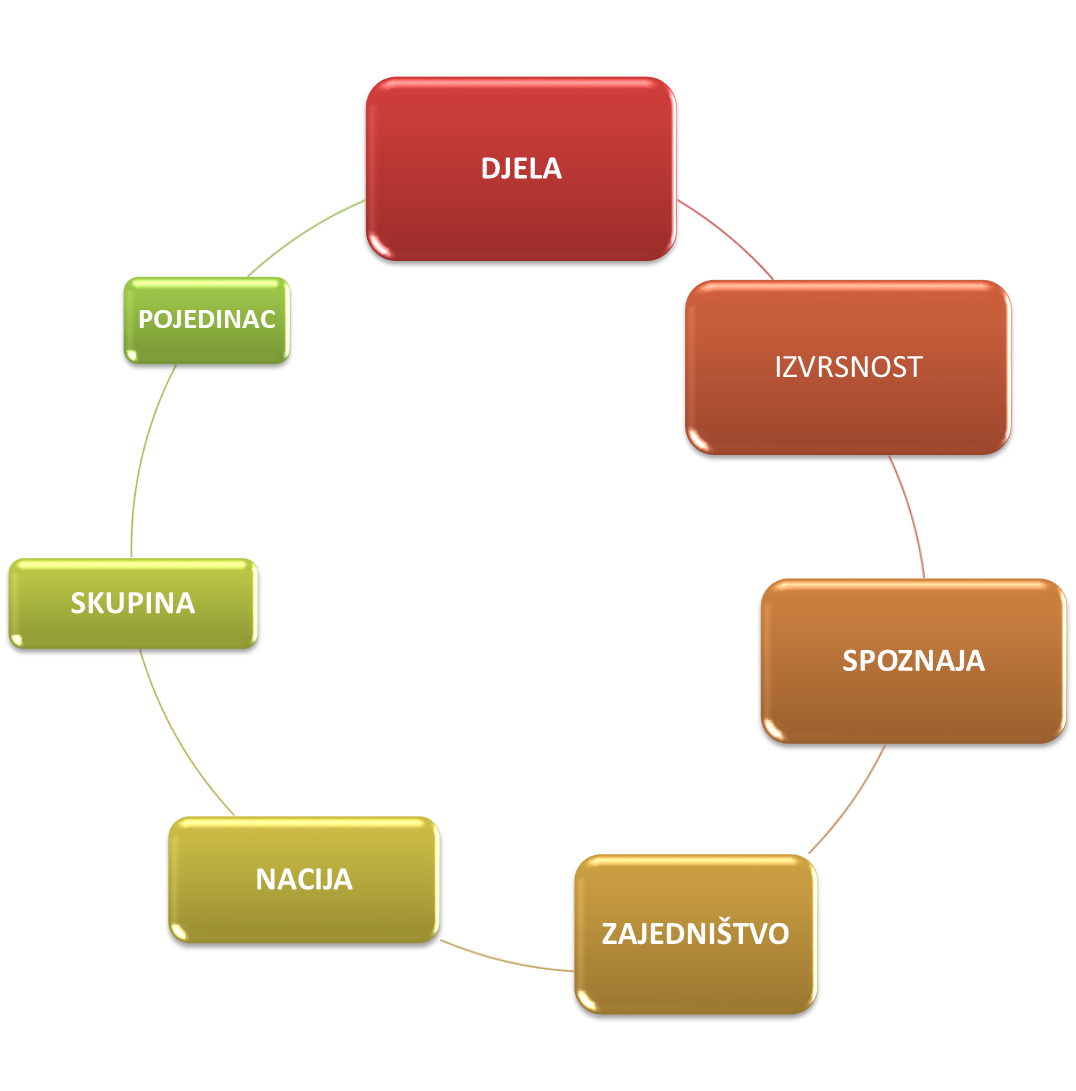 DJELA
IZVRSNOST
SPOZNAJA
ZAJEDNIŠTVO
NACIJA
SKUPINA
POJEDINAC